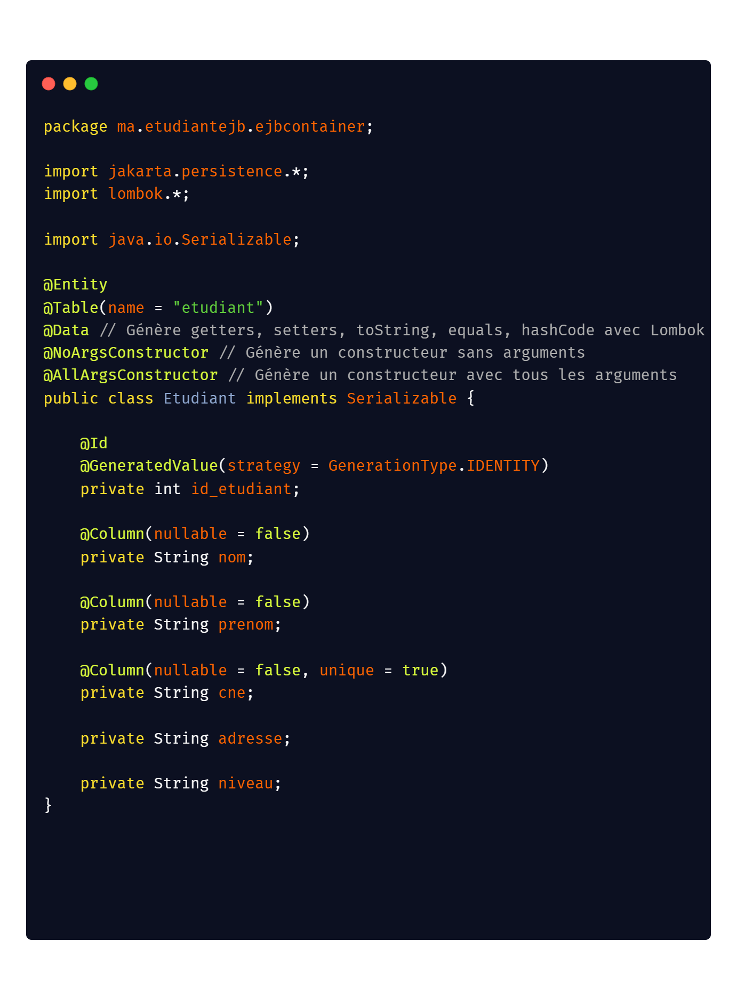 package ma.etudiantejb.ejbcontainer;
import jakarta.persistence.*;
import lombok.*;
import java.io.Serializable;
@Entity
@Table(name = "etudiant")
@Data // Génère getters, setters, toString, equals, hashCode avec Lombok
@NoArgsConstructor // Génère un constructeur sans arguments
@AllArgsConstructor // Génère un constructeur avec tous les arguments
public class Etudiant implements Serializable {
@Id
@GeneratedValue(strategy = GenerationType.IDENTITY)
private int id_etudiant;
@Column(nullable = false)
private String nom;
@Column(nullable = false)
private String prenom;
@Column(nullable = false, unique = true)
private String cne;
private String adresse;
private String niveau;
}